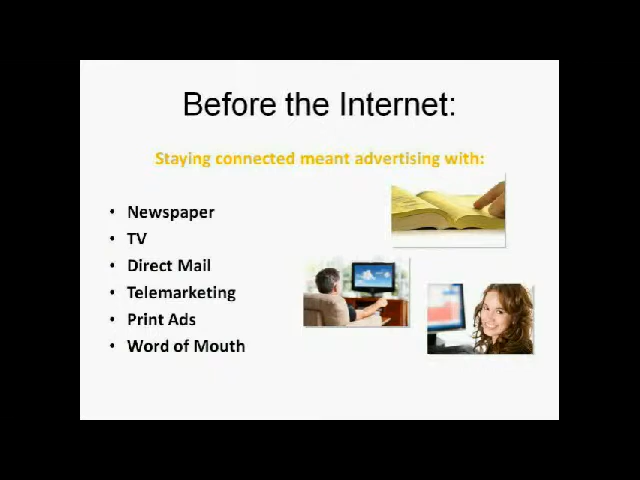 Before the Internet:
Staying connected meant advertising with:
• Newspaper
• TV
• Direct Mail
• Telemarketing
• Print Ads
• Word of Mouth